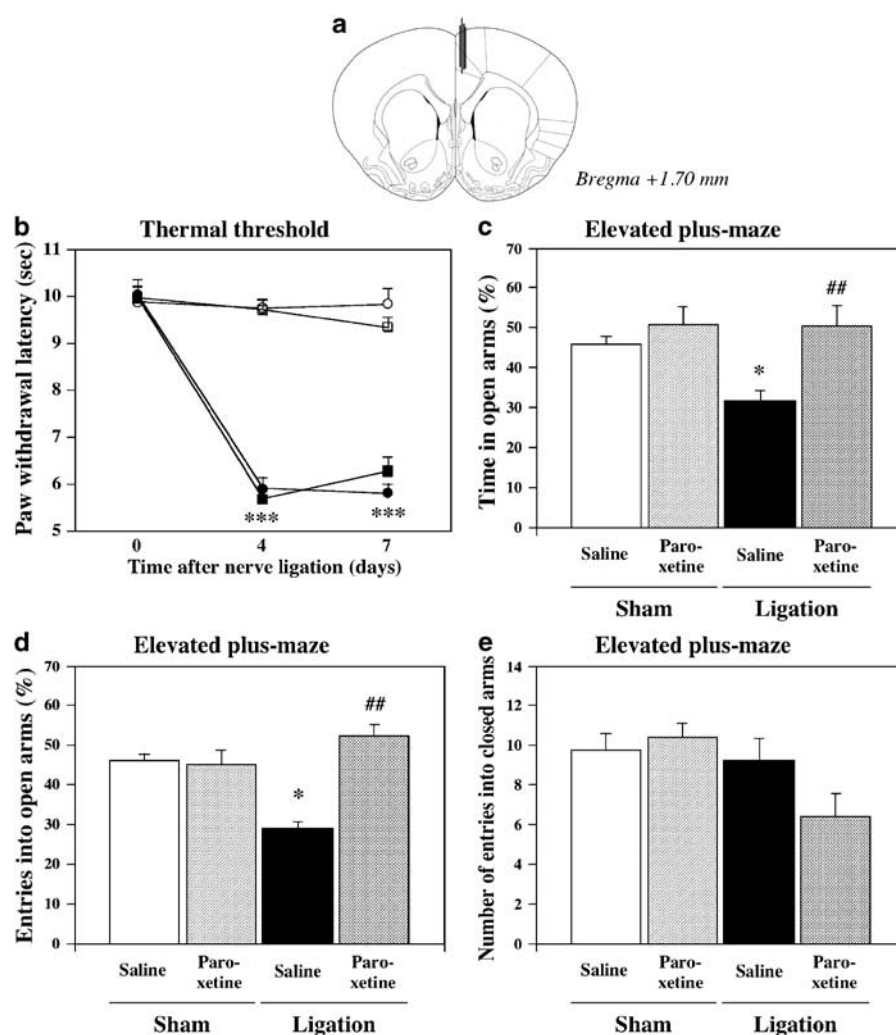 a
Bregma +1.70 mm
b
Thermal threshold
Paw withdrawal latency (sec)
11
10
9
8
7
6
5
***
***
0
4
7
Time after nerve ligation (days)
c
Elevated plus-maze
Time in open arms (%)
70
60
50
40
30
20
10
0
*
##
Saline
Paro-
xetine
Saline
Paro-
xetine
Sham
Ligation
d
Elevated plus-maze
Entries into open arms (%)
70
60
50
40
30
20
10
0
*
##
Saline
Paro-
xetine
Saline
Paro-
xetine
Sham
Ligation
e
Elevated plus-maze
Number of entries into closed arms
14
12
10
8
6
4
2
0
Saline
Paro-
xetine
Saline
Paro-
xetine
Sham
Ligation